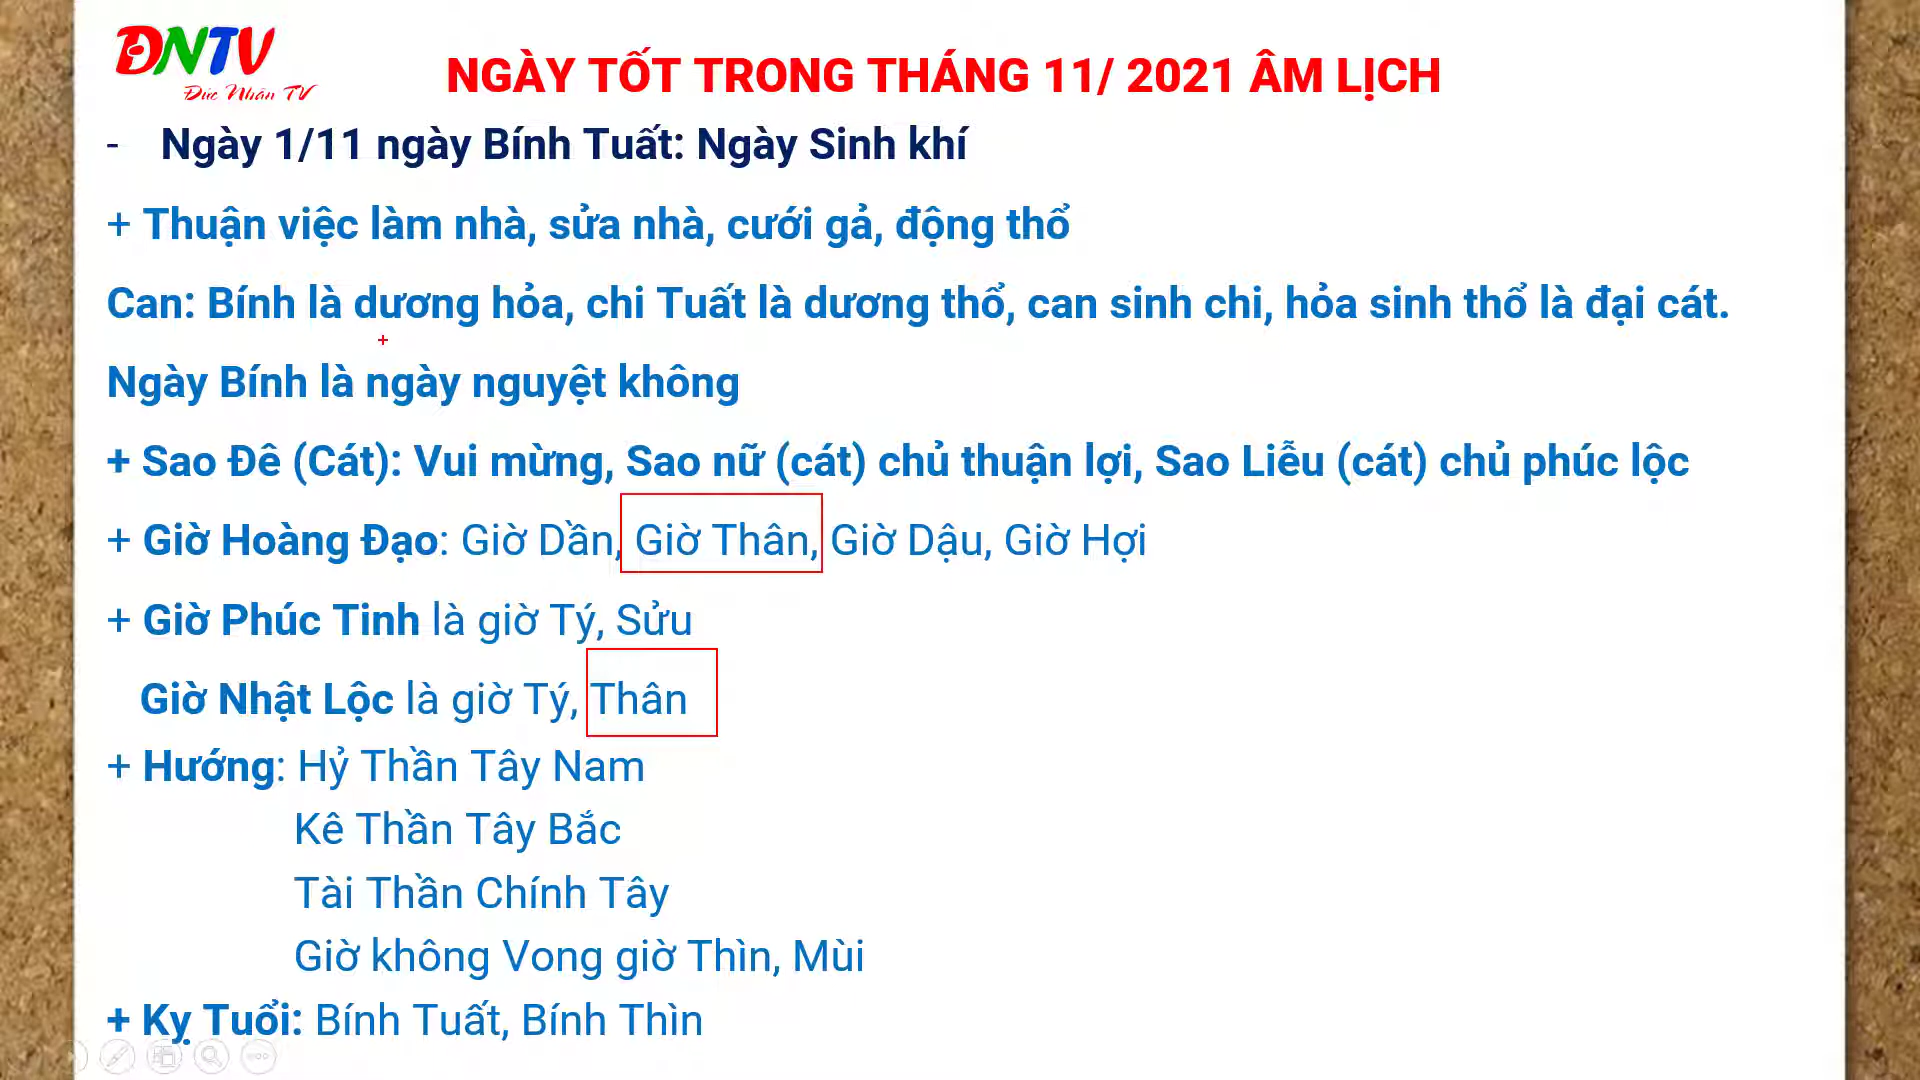 ĐNTV
Đức Nhân TV
NGÀY TỐT TRONG THÁNG 11/ 2021 ÂM LỊCH
- Ngày 1/11 ngày Bính Tuất: Ngày Sinh khí
+ Thuận việc làm nhà, sửa nhà, cưới gả, động thổ
Can: Bính là dương hỏa, chi Tuất là dương thổ, can sinh chi, hỏa sinh thổ là đại cát.
Ngày Bính là ngày nguyệt không
+ Sao Đê (Cát): Vui mừng, Sao nữ (cát) chủ thuận lợi, Sao Liễu (cát) chủ phúc lộc
+ Giờ Hoàng Đạo: Giờ Dần, Giờ Thân, Giờ Dậu, Giờ Hợi
+ Giờ Phúc Tinh là giờ Tý, Sửu
Giờ Nhật Lộc là giờ Tý, Thân
+ Hướng: Hỷ Thần Tây Nam
Kê Thần Tây Bắc
Tài Thần Chính Tây
Giờ không Vong giờ Thìn, Mùi
+ Kỵ Tuổi: Bính Tuất, Bính Thìn